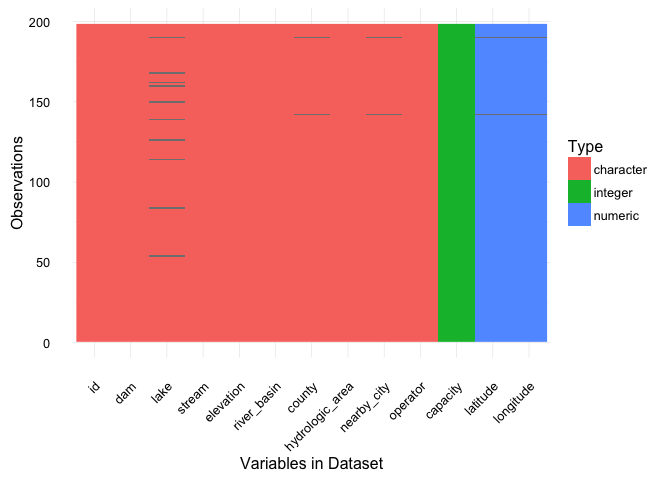 200
150
100
50
0
Observations
id
dam
lake
stream
elevation
river_basin
county
hydrologic_area
nearby_city
operator
capacity
latitude
longitude
Variables in Dataset
Type
character
integer
numeric